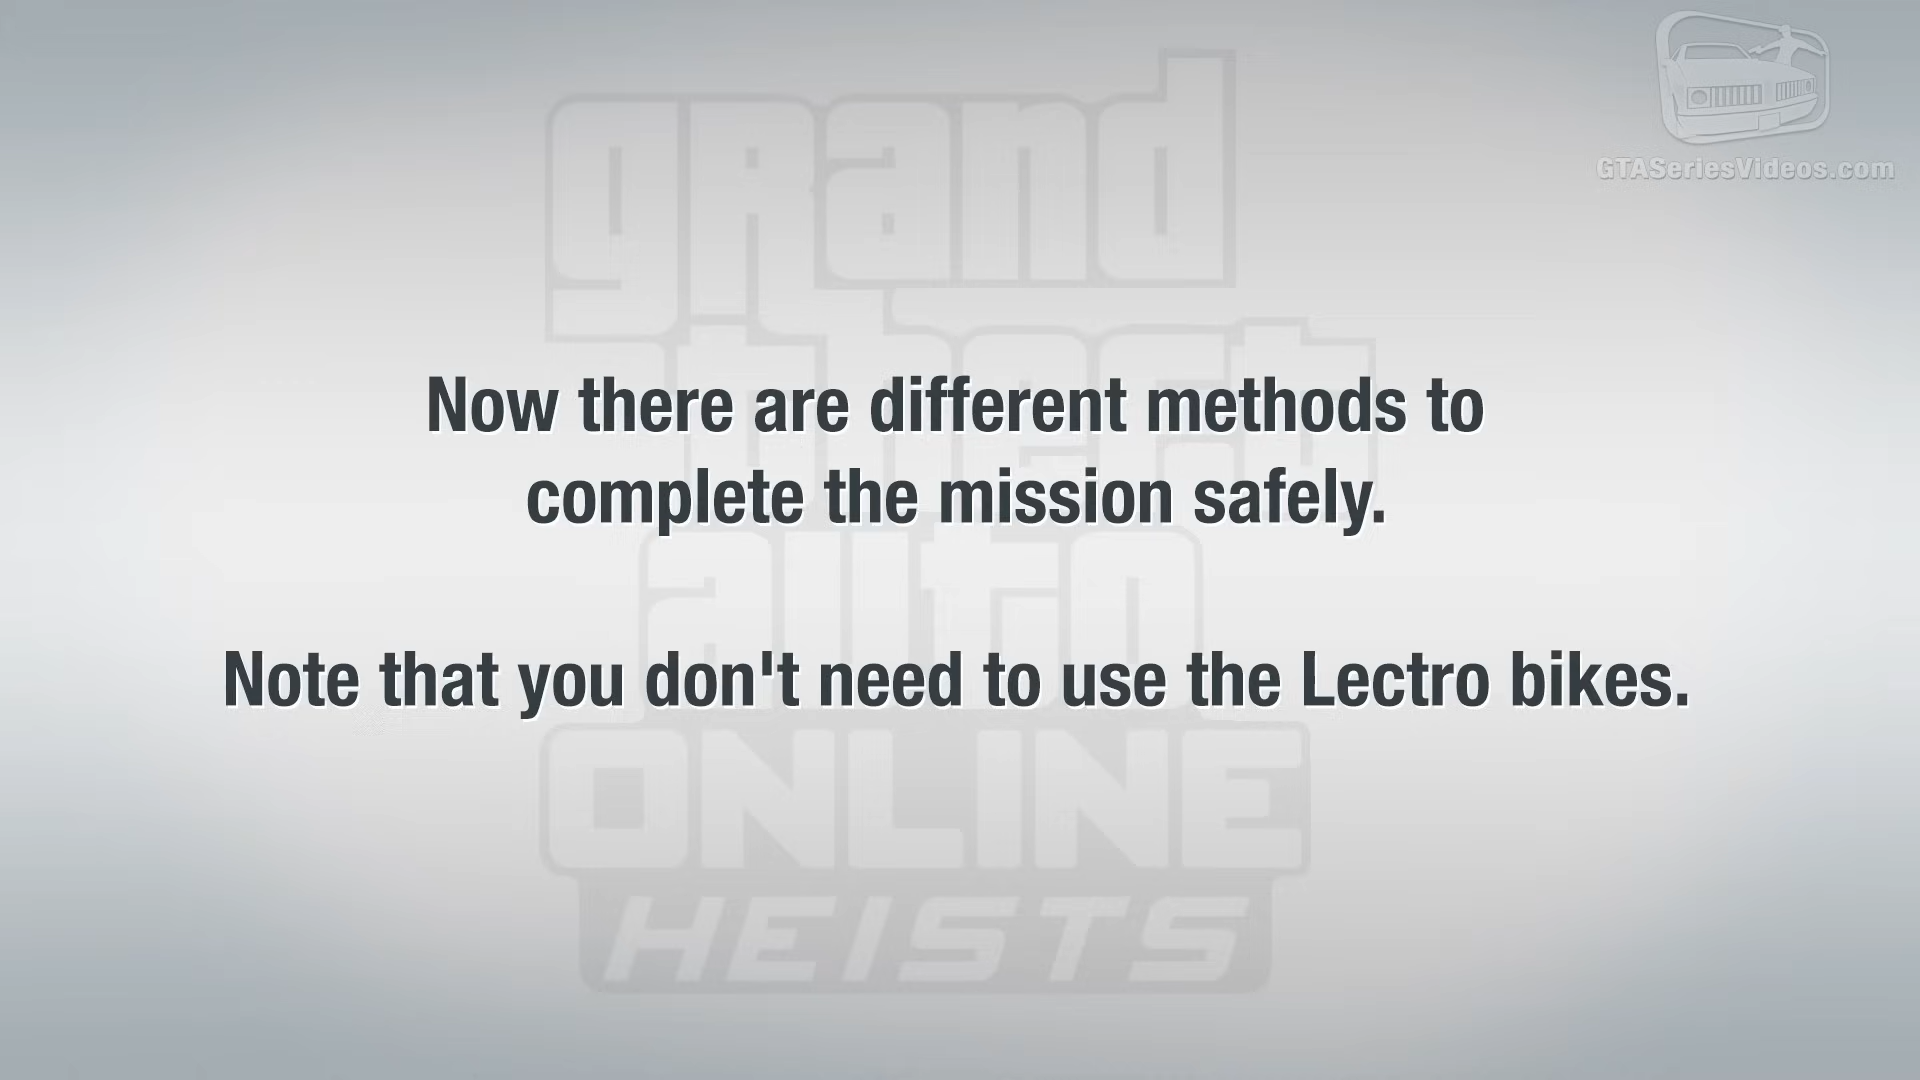 grand
theft
auto
ONLINE
HEISTS
GTASeriesVideos.com
Now there are different methods to
complete the mission safely.
Note that you don't need to use the Lectro bikes.